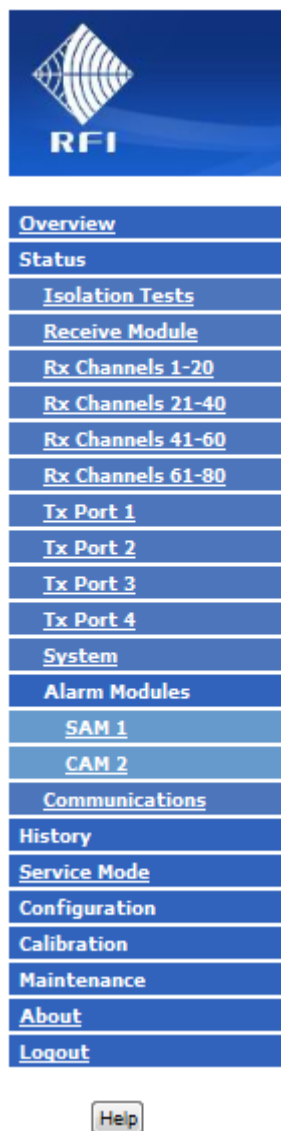 RFI
Overview
Status
Isolation Tests
Receive Module
Rx Channels 1-20
Rx Channels 21-40
Rx Channels 41-60
Rx Channels 61-80
Tx Port 1
Tx Port 2
Tx Port 3
Tx Port 4
System
Alarm Modules
SAM 1
CAM 2
Communications
History
Service Mode
Configuration
Calibration
Maintenance
About
Logout
Help